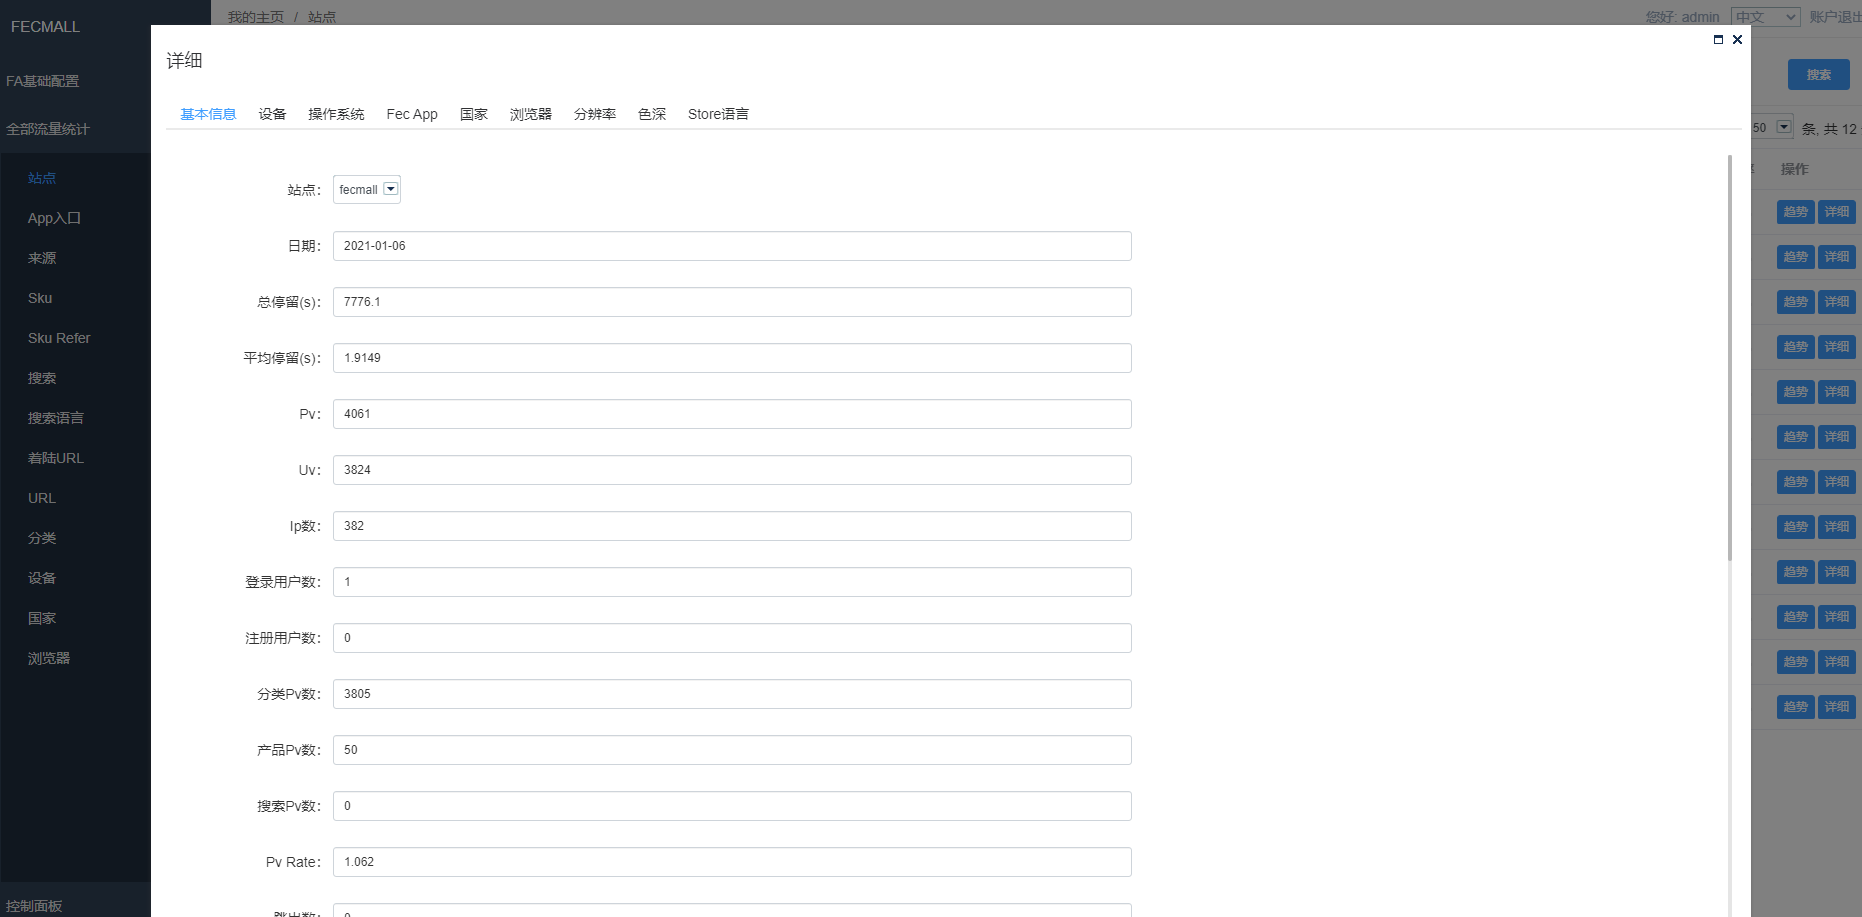 FECMALL
我的主页 / 站点
您好: admin 中文 账户退出
FA基础配置
全部流量统计
站点
App入口
来源
Sku
Sku Refer
搜索
搜索语言
着陆URL
URL
分类
设备
国家
浏览器
控制面板
详细
基本信息 设备 操作系统 Fec App 国家 浏览器 分辨率 色深 Store语言
站点: fecmall
日期: 2021-01-06
总停留(s): 7776.1
平均停留(s): 1.9149
Pv: 4061
Uv: 3824
Ip数: 382
登录用户数: 1
注册用户数: 0
分类Pv数: 3805
产品Pv数: 50
搜索Pv数: 0
Pv Rate: 1.062
跳出数: 0
搜索
50 条, 共 12
操作
趋势 详细
趋势 详细
趋势 详细
趋势 详细
趋势 详细
趋势 详细
趋势 详细
趋势 详细
趋势 详细
趋势 详细
趋势 详细
趋势 详细